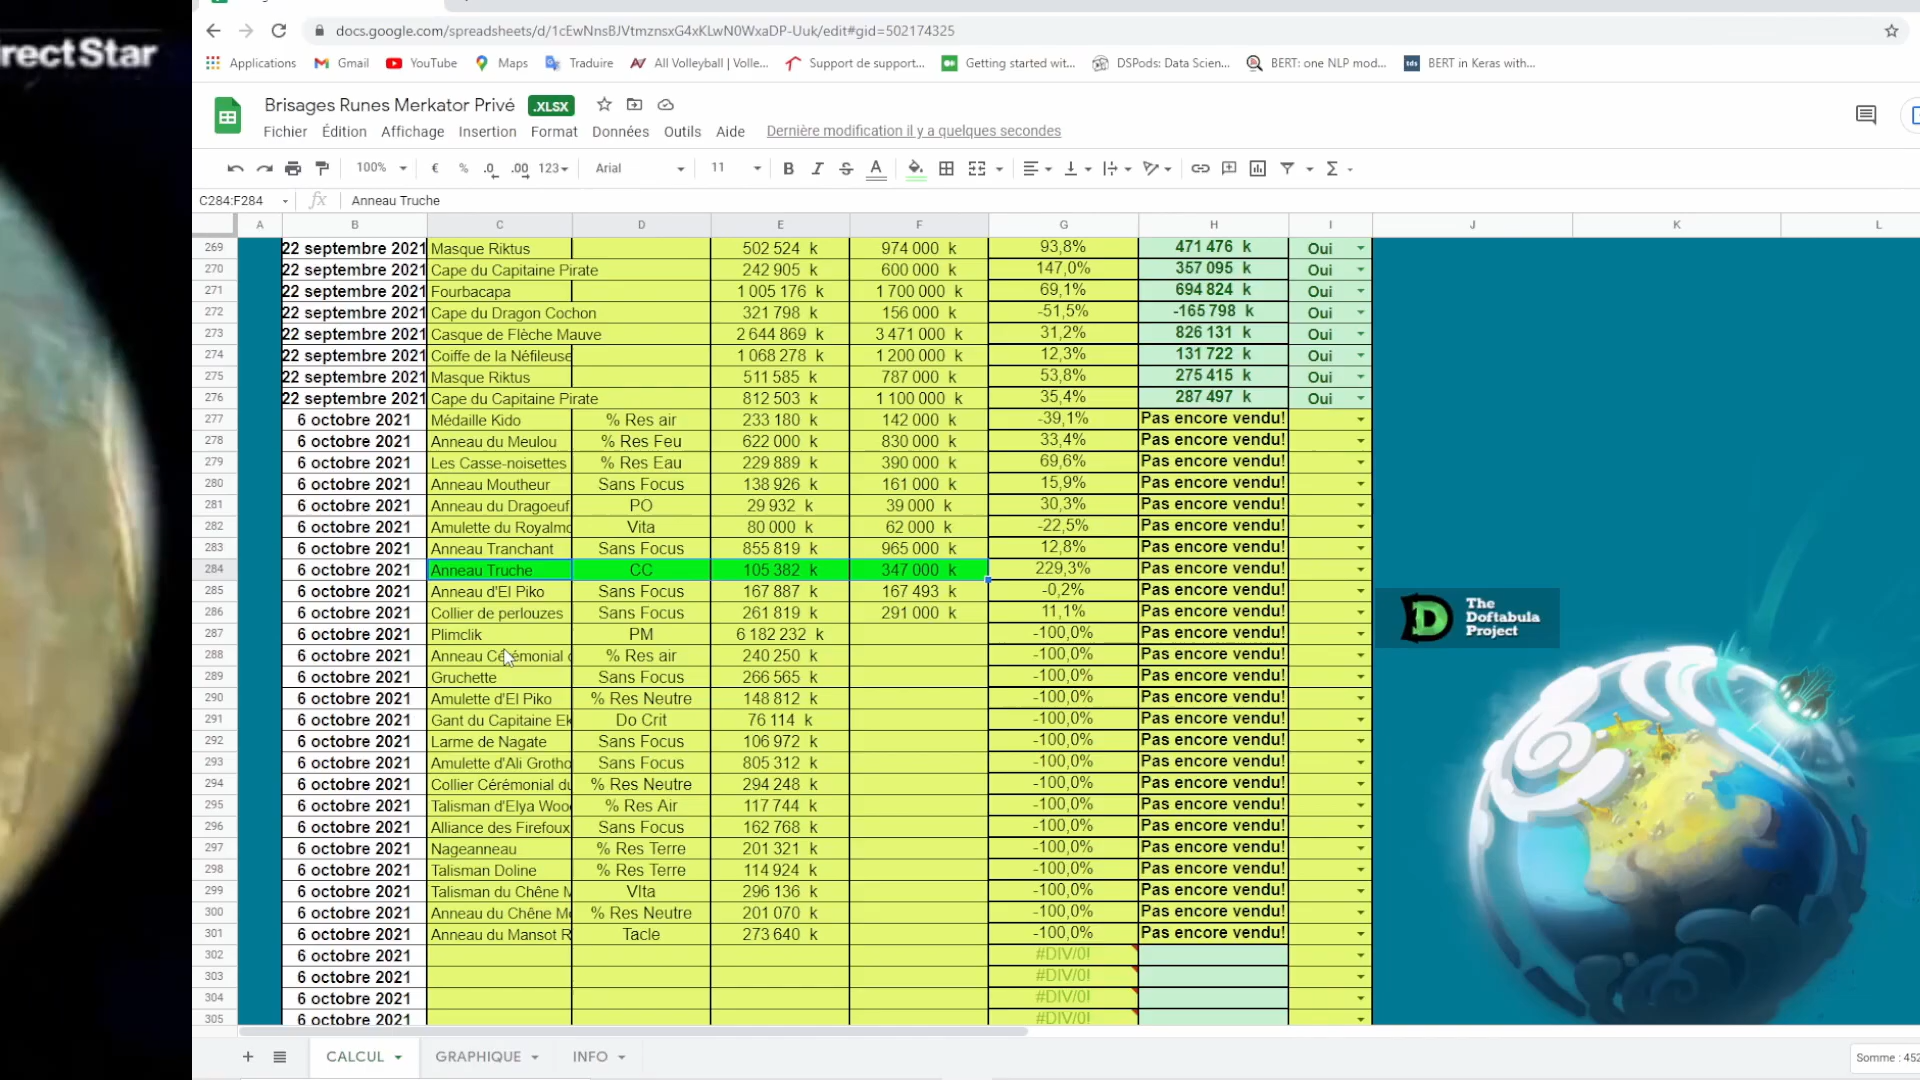 irectStar
docs.google.com/spreadsheets/d/1cEwNnsBJVtmznsxG4xKLwN0WxaDP-Uuk/edit#gid=502174325
Applications Gmail YouTube Maps Traduire All Volleyball | Volle... Support de support... Getting started wit... DSPods: Data Scien... BERT: one NLP mod... BERT in Keras with...
Brisages Runes Merkator Privé .XLSX
Fichier Édition Affichage Insertion Format Données Outils Aide Dernière modification il y a quelques secondes
100% € % .0 .00 123 Arial 11 B I S A
C284:F284 fx Anneau Truche
A B C D E F G H I J K L
269 22 septembre 2021 Masque Riktus 502 524 k 974 000 k 93,8% 471 476 k Oui
270 22 septembre 2021 Cape du Capitaine Pirate 242 905 k 600 000 k 147,0% 357 095 k Oui
271 22 septembre 2021 Fourbacapa 1 005 176 k 1 700 000 k 69,1% 694 824 k Oui
272 22 septembre 2021 Cape du Dragon Cochon 321 798 k 156 000 k -51,5% -165 798 k Oui
273 22 septembre 2021 Casque de Flèche Mauve 2 644 869 k 3 471 000 k 31,2% 826 131 k Oui
274 22 septembre 2021 Coiffe de la Néfileuse 1 068 278 k 1 200 000 k 12,3% 131 722 k Oui
275 22 septembre 2021 Masque Riktus 511 585 k 787 000 k 53,8% 275 415 k Oui
276 22 septembre 2021 Cape du Capitaine Pirate 812 503 k 1 100 000 k 35,4% 287 497 k Oui
277 6 octobre 2021 Médaille Kido % Res air 233 180 k 142 000 k -39,1% Pas encore vendu!
278 6 octobre 2021 Anneau du Meulou % Res Feu 622 000 k 830 000 k 33,4% Pas encore vendu!
279 6 octobre 2021 Les Casse-noisettes % Res Eau 229 889 k 390 000 k 69,6% Pas encore vendu!
280 6 octobre 2021 Anneau Moutheur Sans Focus 138 926 k 161 000 k 15,9% Pas encore vendu!
281 6 octobre 2021 Anneau du Dragoeuf PO 29 932 k 39 000 k 30,3% Pas encore vendu!
282 6 octobre 2021 Amulette du Royalmo Vita 80 000 k 62 000 k -22,5% Pas encore vendu!
283 6 octobre 2021 Anneau Tranchant Sans Focus 855 819 k 965 000 k 12,8% Pas encore vendu!
284 6 octobre 2021 Anneau Truche CC 105 382 k 347 000 k 229,3% Pas encore vendu!
285 6 octobre 2021 Anneau d'El Piko Sans Focus 167 887 k 167 493 k -0,2% Pas encore vendu!
286 6 octobre 2021 Collier de perlouzes Sans Focus 261 819 k 291 000 k 11,1% Pas encore vendu!
287 6 octobre 2021 Plimclik PM 6 182 232 k -100,0% Pas encore vendu!
288 6 octobre 2021 Anneau Cérémonial % Res air 240 250 k -100,0% Pas encore vendu!
289 6 octobre 2021 Gruchette Sans Focus 266 565 k -100,0% Pas encore vendu!
290 6 octobre 2021 Amulette d'El Piko % Res Neutre 148 812 k -100,0% Pas encore vendu!
291 6 octobre 2021 Gant du Capitaine Ek Do Crit 76 114 k -100,0% Pas encore vendu!
292 6 octobre 2021 Larme de Nagate Sans Focus 106 972 k -100,0% Pas encore vendu!
293 6 octobre 2021 Amulette d'Ali Grotho Sans Focus 805 312 k -100,0% Pas encore vendu!
294 6 octobre 2021 Collier Cérémonial du % Res Neutre 294 248 k -100,0% Pas encore vendu!
295 6 octobre 2021 Talisman d'Elya Woo % Res Air 117 744 k -100,0% Pas encore vendu!
296 6 octobre 2021 Alliance des Firefoux Sans Focus 162 768 k -100,0% Pas encore vendu!
297 6 octobre 2021 Nageanneau % Res Terre 201 321 k -100,0% Pas encore vendu!
298 6 octobre 2021 Talisman Doline % Res Terre 114 924 k -100,0% Pas encore vendu!
299 6 octobre 2021 Talisman du Chêne M VIta 296 136 k -100,0% Pas encore vendu!
300 6 octobre 2021 Anneau du Chêne Mo % Res Neutre 201 070 k -100,0% Pas encore vendu!
301 6 octobre 2021 Anneau du Mansot R Tacle 273 640 k -100,0% Pas encore vendu!
302 6 octobre 2021 #DIV/0!
303 6 octobre 2021 #DIV/0!
304 6 octobre 2021 #DIV/0!
305 6 octobre 2021 #DIV/0!
The
Doftabula
Project
CALCUL GRAPHIQUE INFO Somme : 452